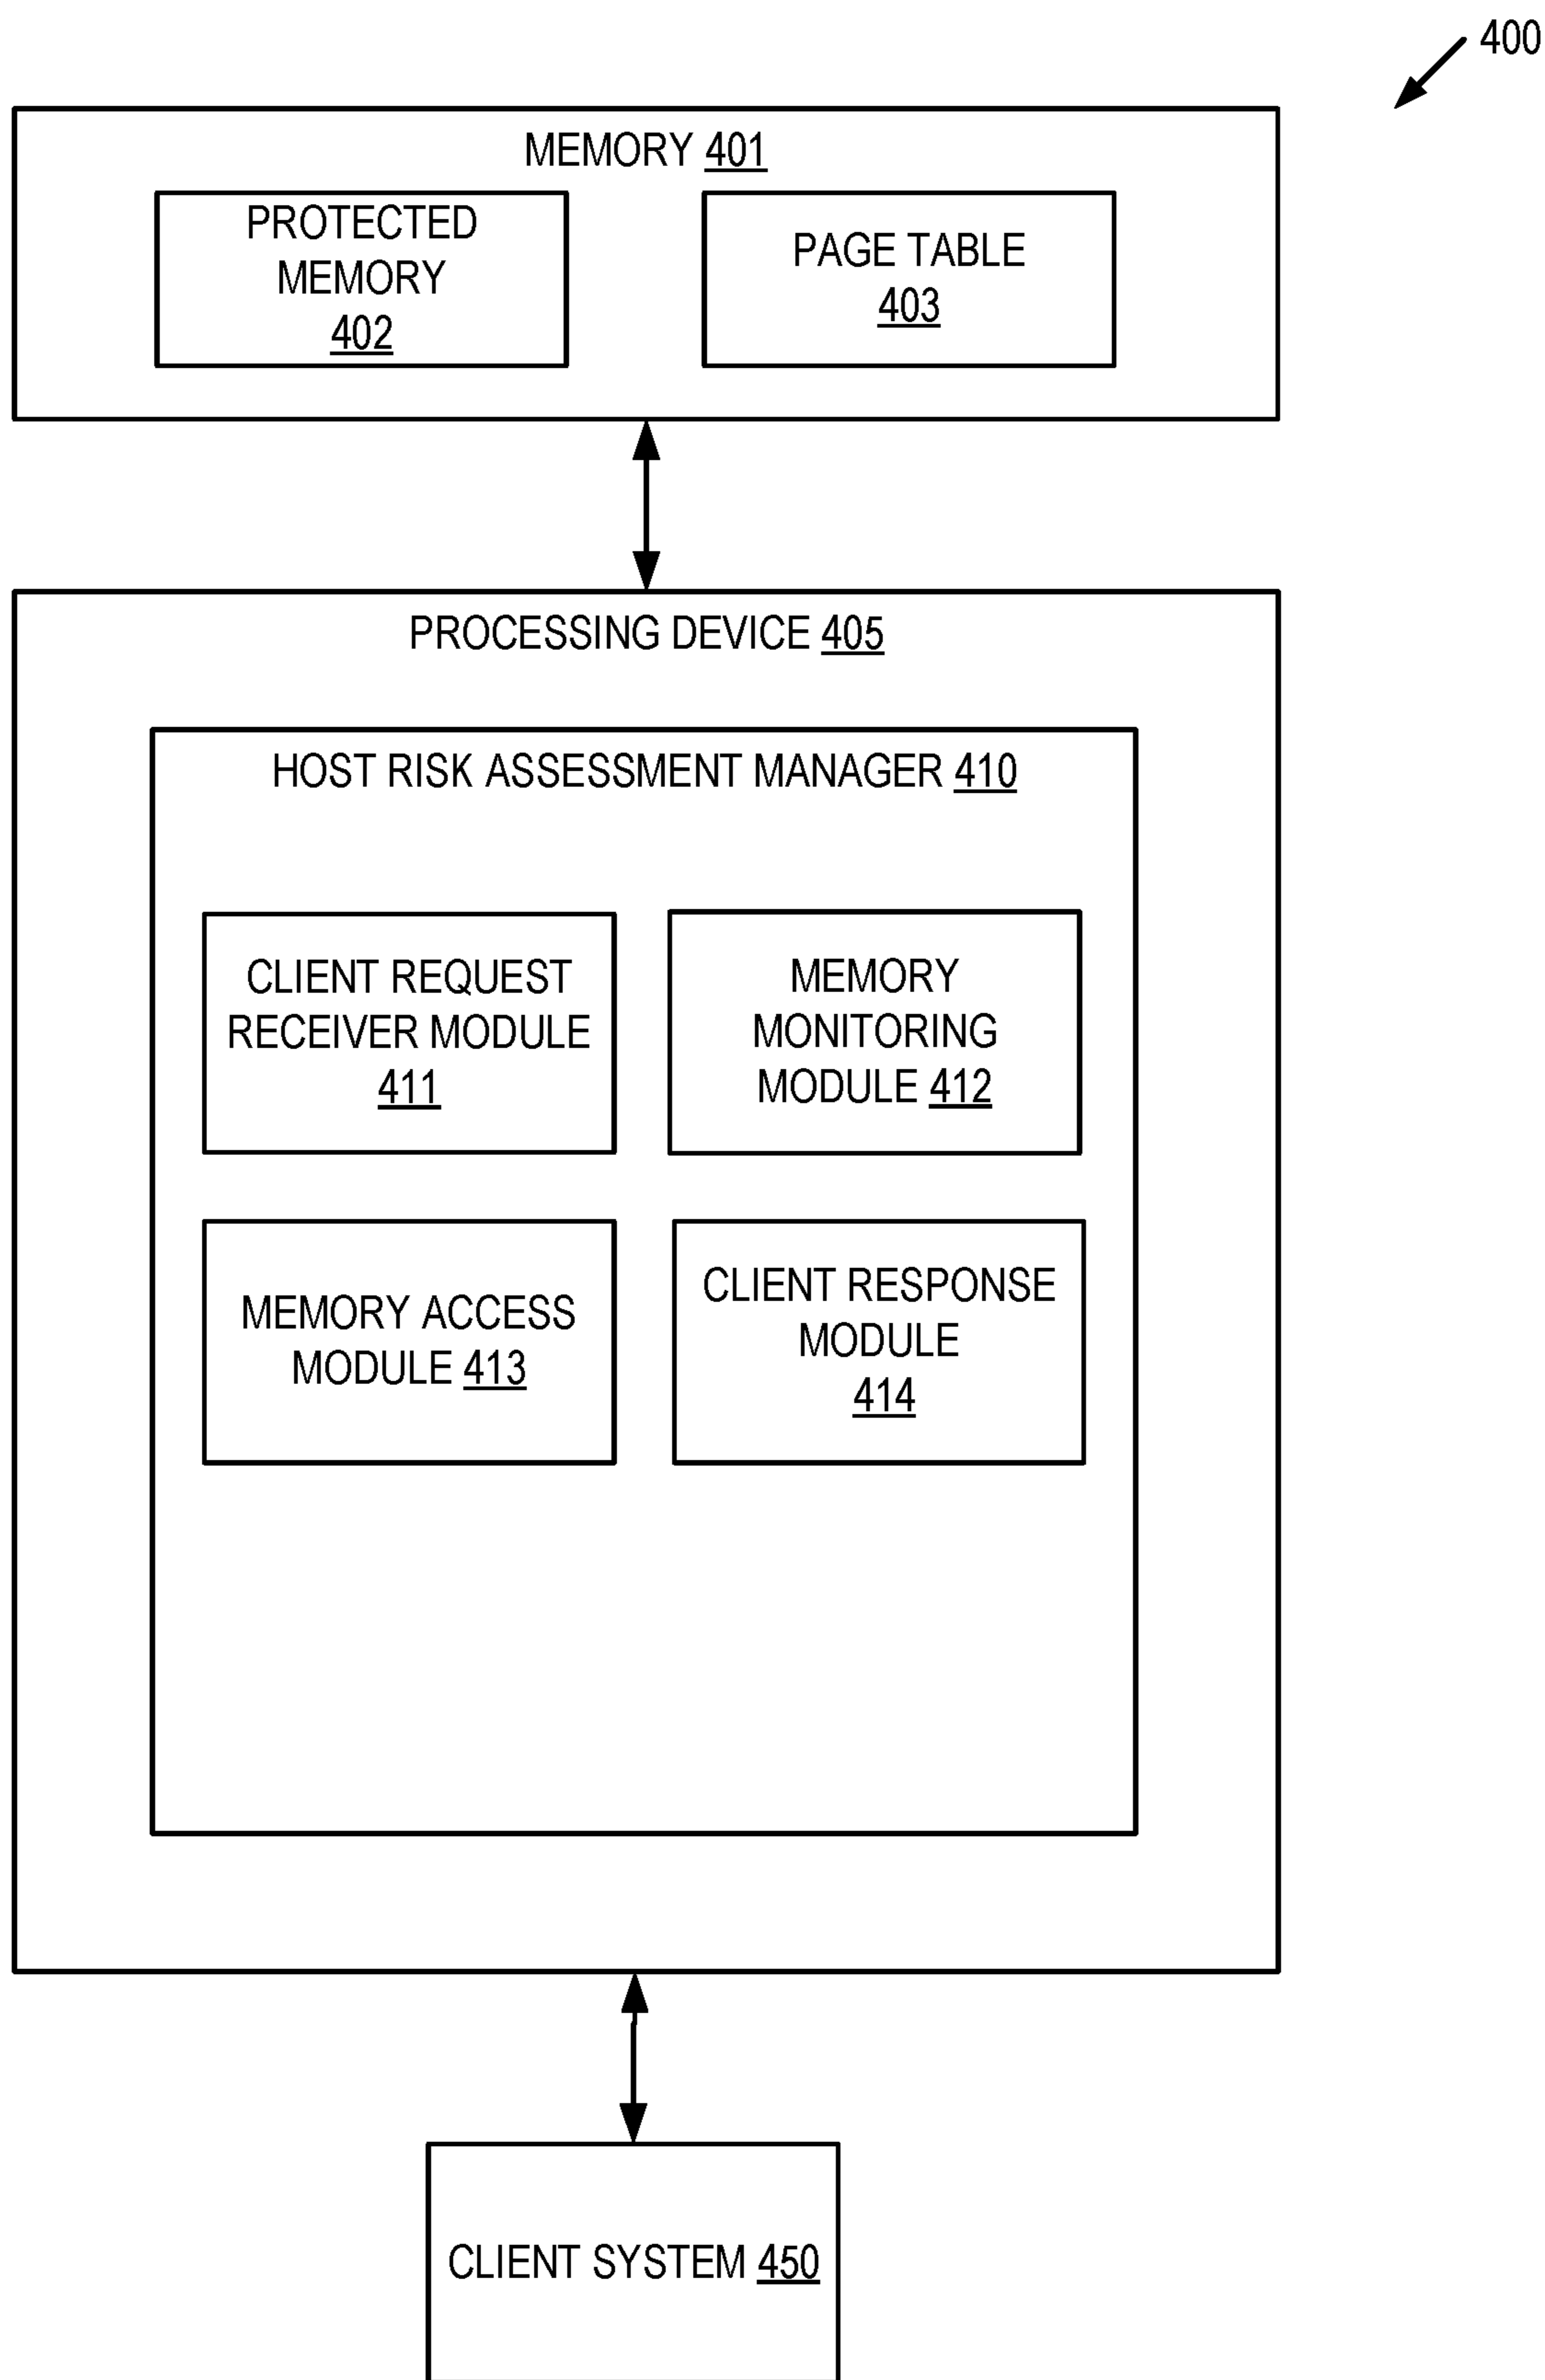 400
MEMORY 401
PROTECTED
MEMORY
402
PAGE TABLE
403
PROCESSING DEVICE 405
HOST RISK ASSESSMENT MANAGER 410
CLIENT REQUEST
RECEIVER MODULE
411
MEMORY
MONITORING
MODULE 412
MEMORY ACCESS
MODULE 413
CLIENT RESPONSE
MODULE
414
CLIENT SYSTEM 450